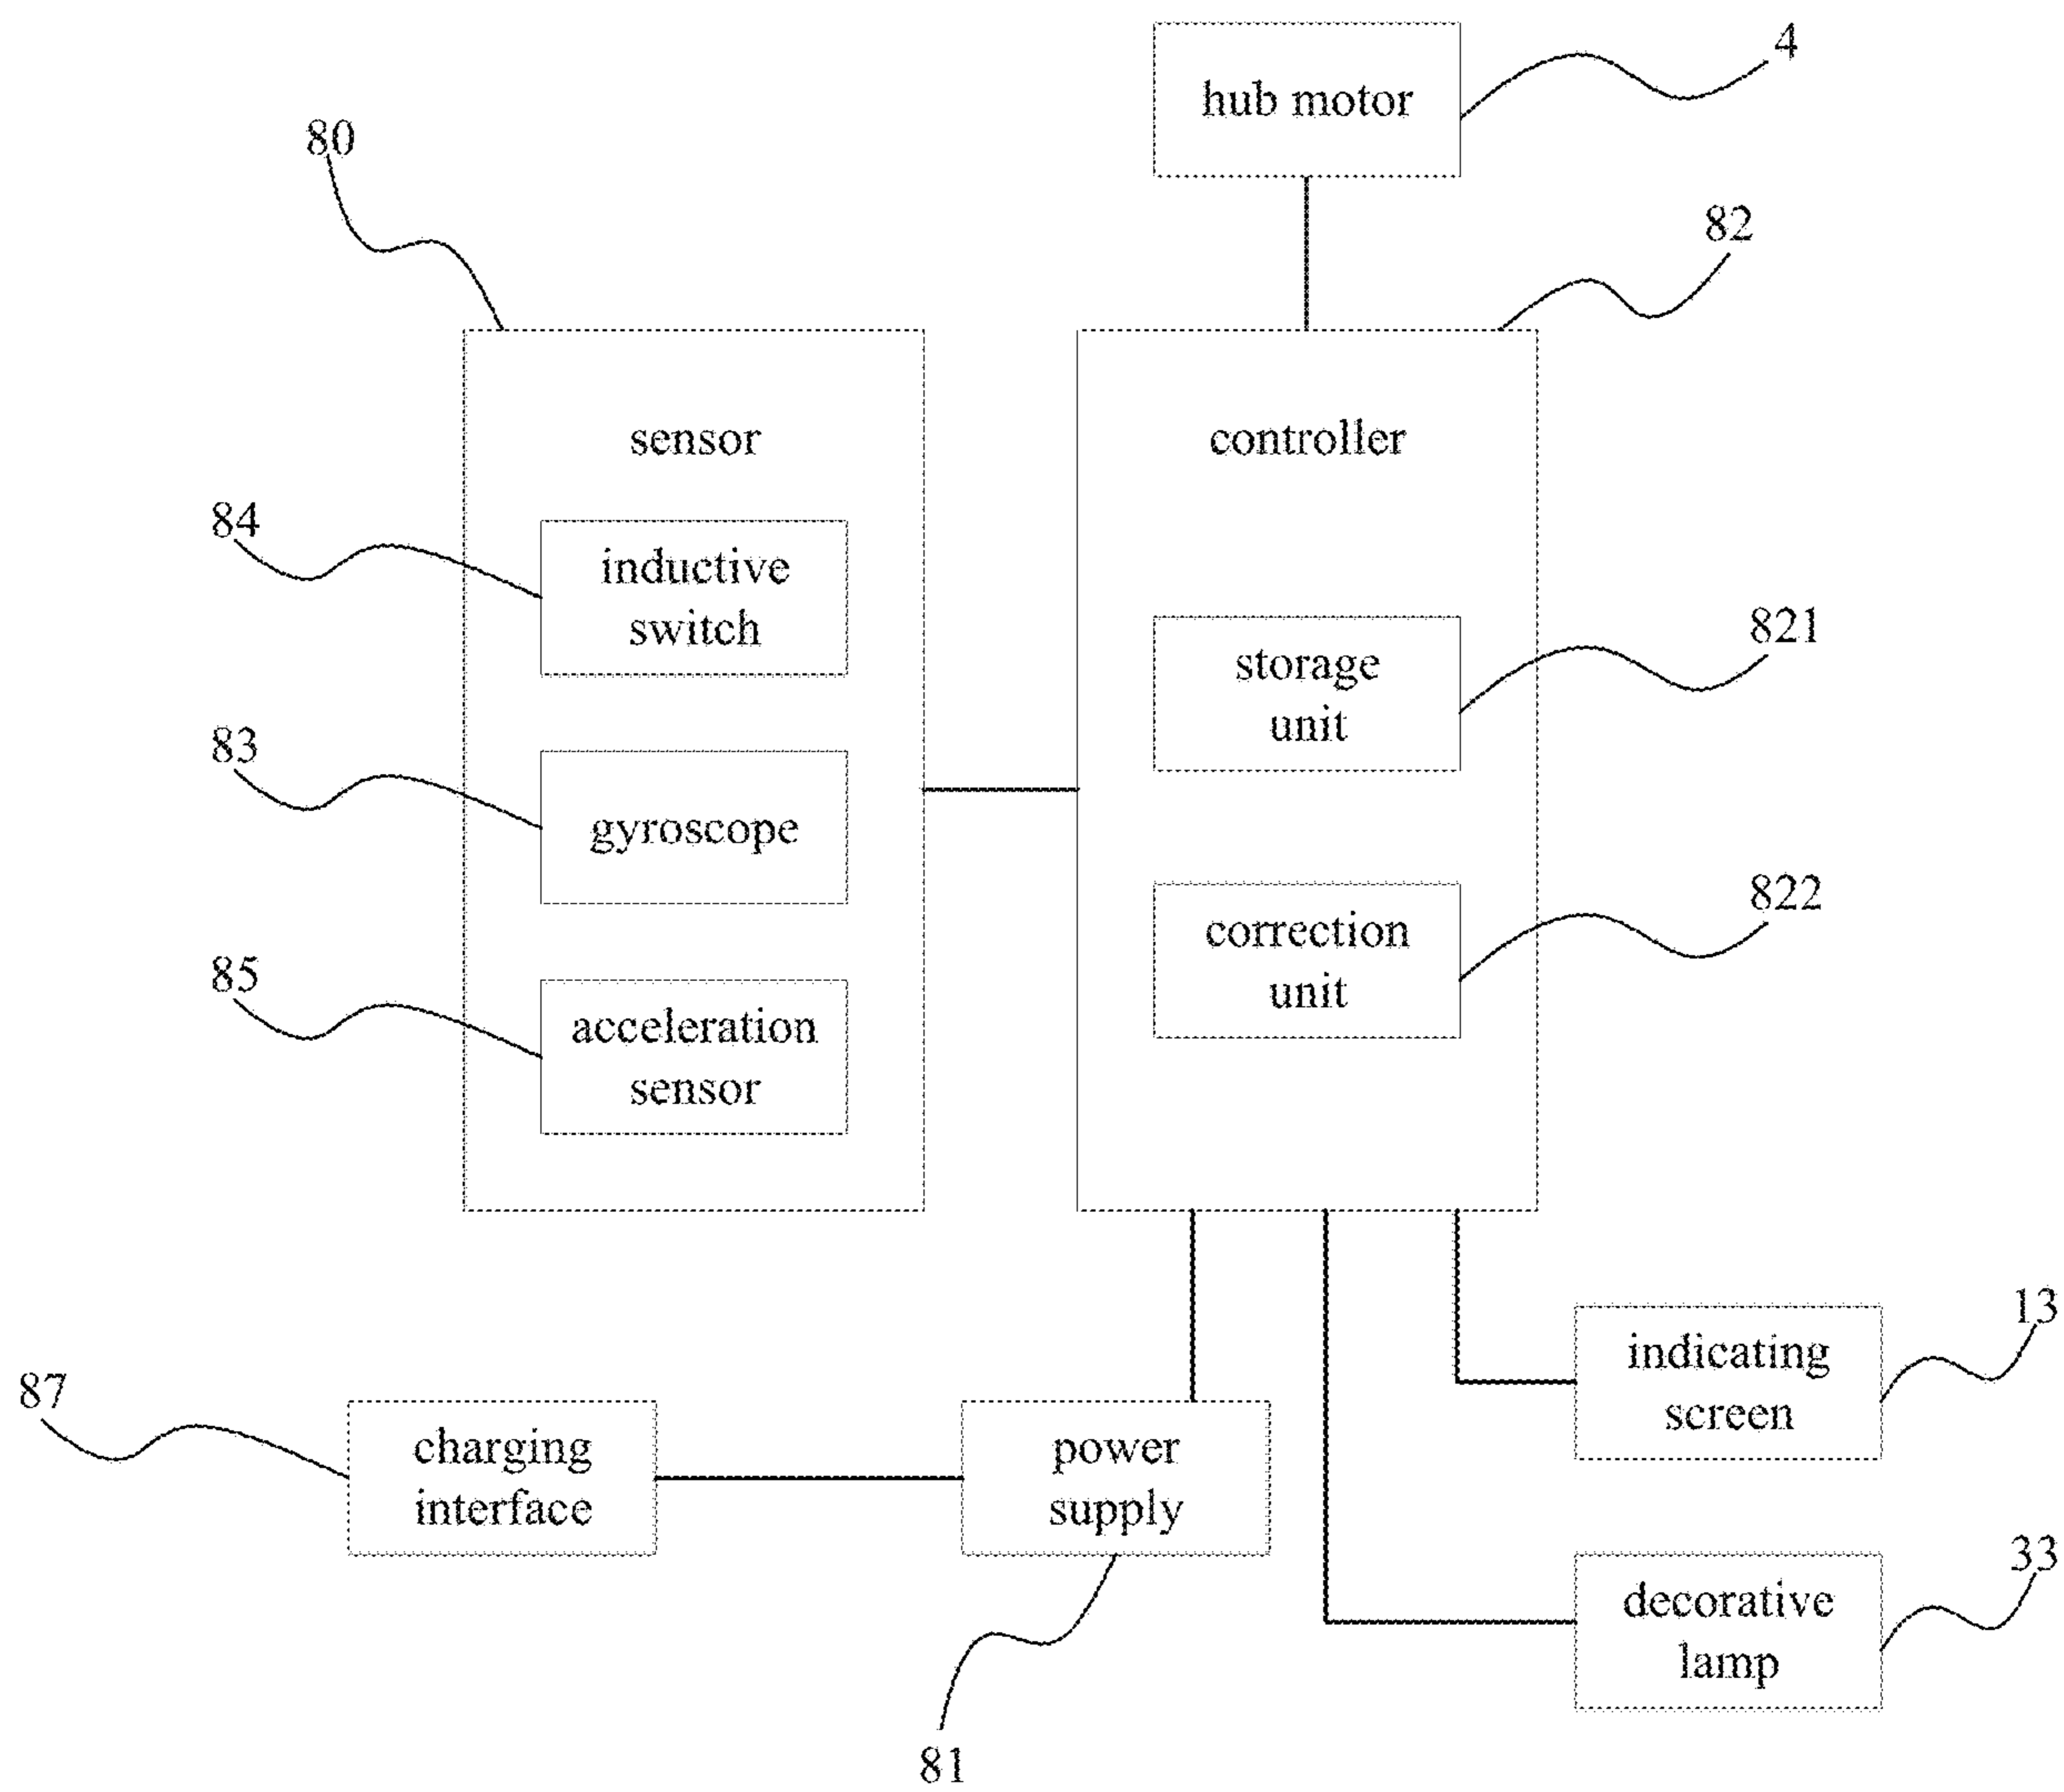 hub motor
4
80
82
sensor
controller
84
inductive
switch
821
storage
unit
83
gyroscope
822
correction
unit
85
acceleration
sensor
13
indicating
screen
87
charging
interface
power
supply
33
decorative
lamp
81